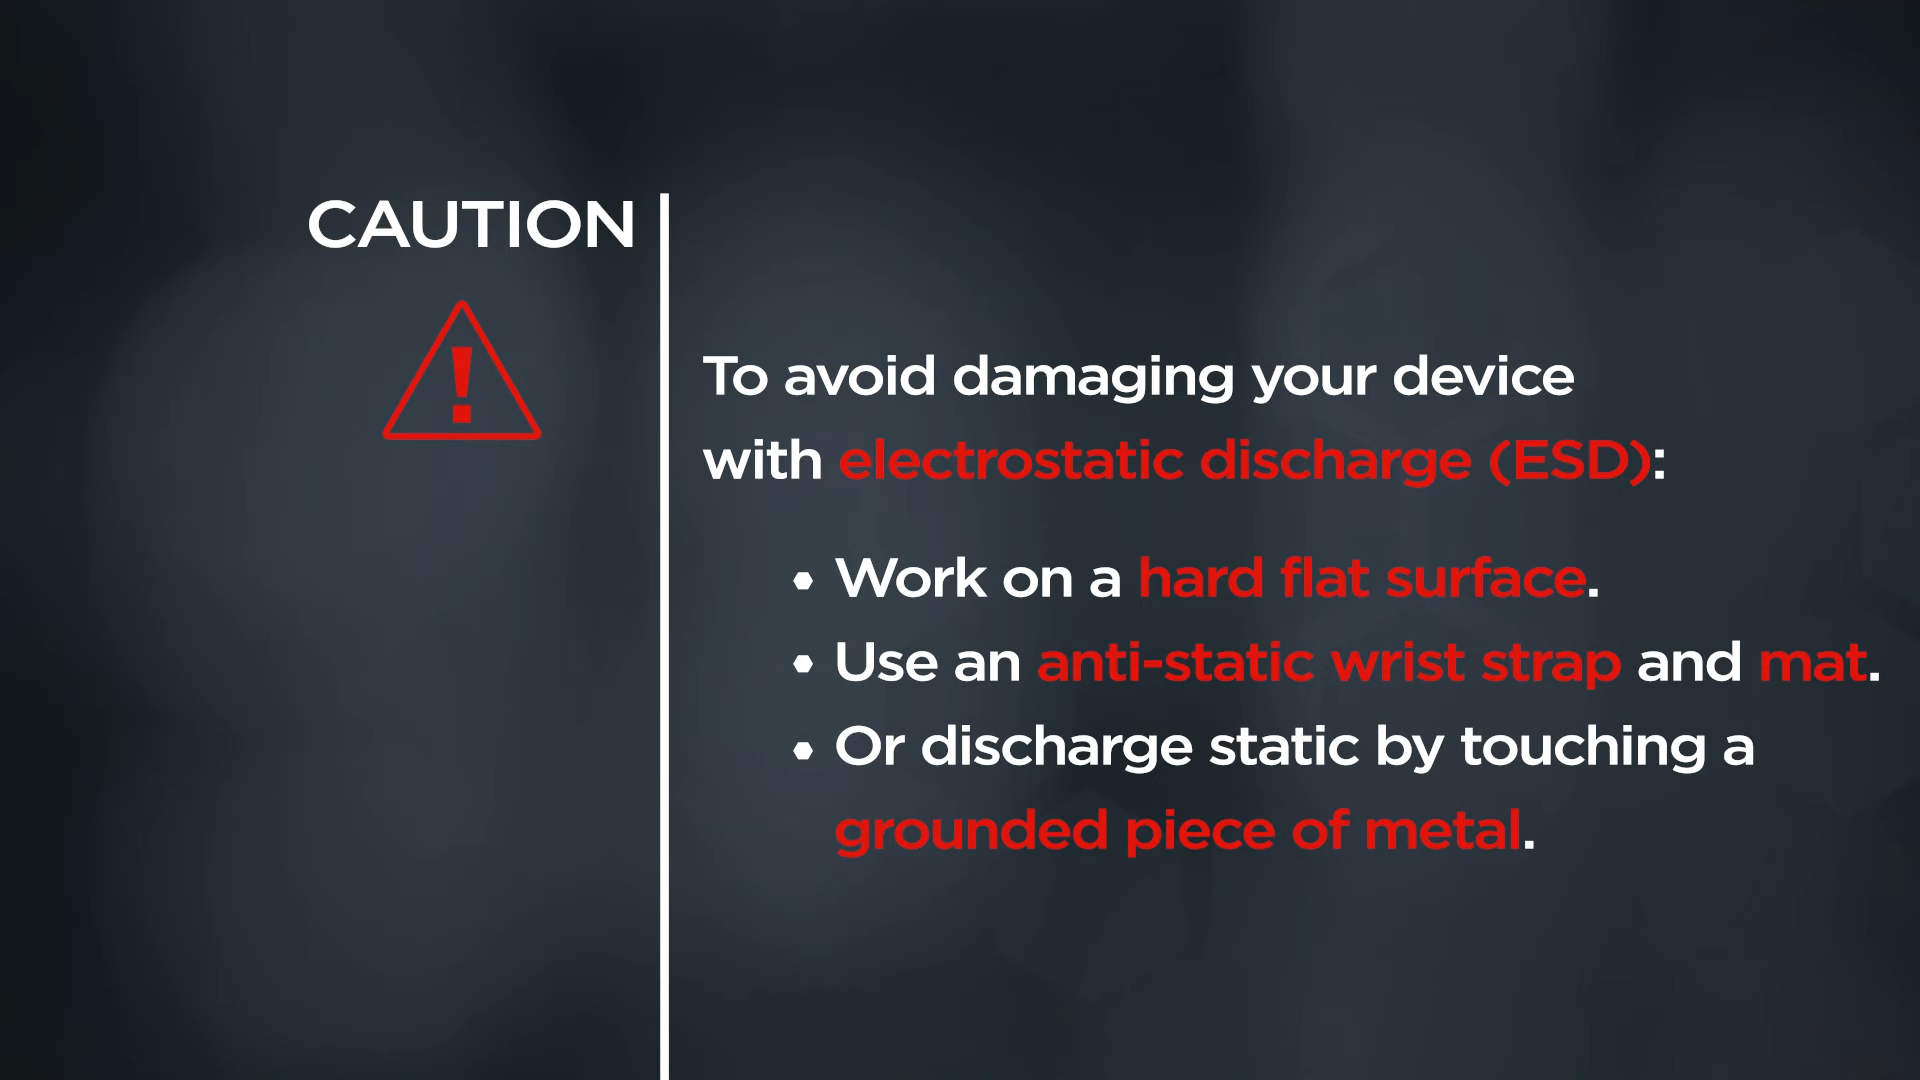 CAUTION
!
To avoid damaging your device
with electrostatic discharge (ESD):
• Work on a hard flat surface.
• Use an anti-static wrist strap and mat.
• Or discharge static by touching a
grounded piece of metal.